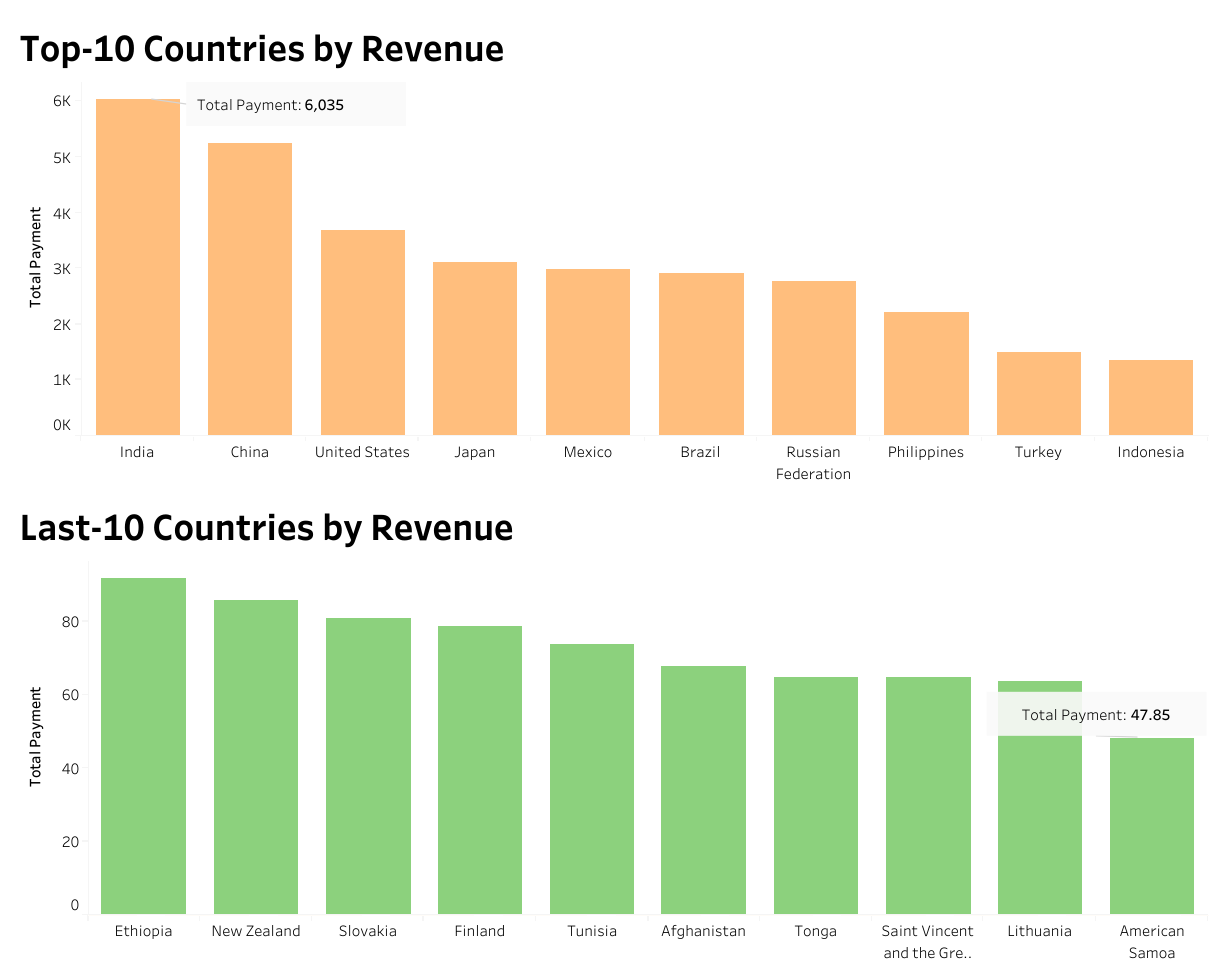 Top-10 Countries by Revenue
Total Payment: 6,035
6K
5K
4K
3K
2K
1K
0K
Total Payment
India
China
United States
Japan
Mexico
Brazil
Russian
Federation
Philippines
Turkey
Indonesia
Last-10 Countries by Revenue
80
60
40
20
0
Total Payment
Total Payment: 47.85
Ethiopia
New Zealand
Slovakia
Finland
Tunisia
Afghanistan
Tonga
Saint Vincent
and the Gre..
Lithuania
American
Samoa